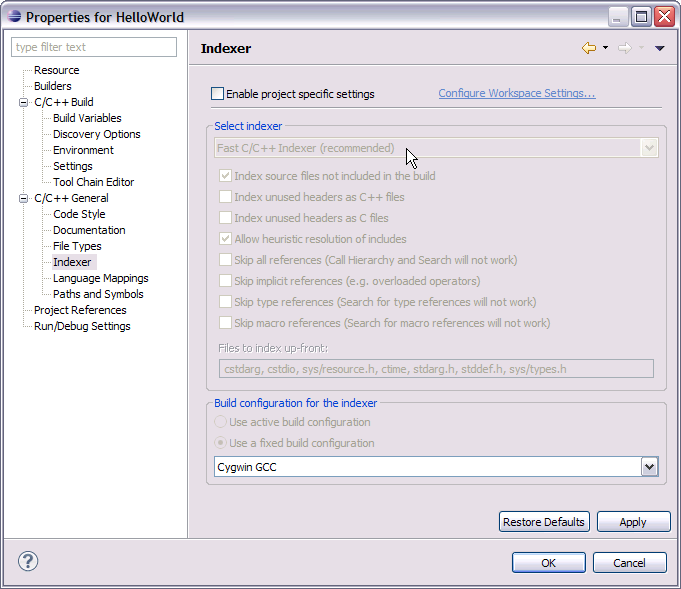 Properties for HelloWorld
type filter text
Resource
Builders
C/C++ Build
Build Variables
Discovery Options
Environment
Settings
Tool Chain Editor
C/C++ General
Code Style
Documentation
File Types
Indexer
Language Mappings
Paths and Symbols
Project References
Run/Debug Settings
Indexer
Enable project specific settings
Configure Workspace Settings...
Select indexer
Fast C/C++ Indexer (recommended)
Index source files not included in the build
Index unused headers as C++ files
Index unused headers as C files
Allow heuristic resolution of includes
Skip all references (Call Hierarchy and Search will not work)
Skip implicit references (e.g. overloaded operators)
Skip type references (Search for type references will not work)
Skip macro references (Search for macro references will not work)
Files to index up-front:
cstdarg, cstdio, sys/resource.h, ctime, stdarg.h, stddef.h, sys/types.h
Build configuration for the indexer
Use active build configuration
Use a fixed build configuration
Cygwin GCC
Restore Defaults
Apply
?
OK
Cancel